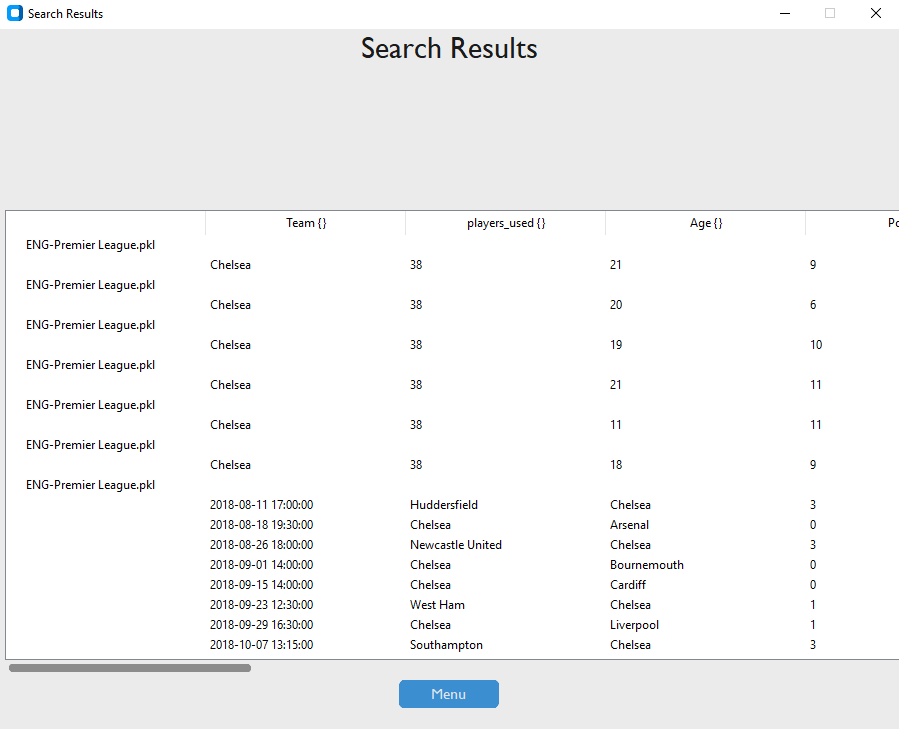 Search Results
Search Results
Team {} players_used {} Age {} Po
ENG-Premier League.pkl
Chelsea 38 21 9
ENG-Premier League.pkl
Chelsea 38 20 6
ENG-Premier League.pkl
Chelsea 38 19 10
ENG-Premier League.pkl
Chelsea 38 21 11
ENG-Premier League.pkl
Chelsea 38 11 11
ENG-Premier League.pkl
Chelsea 38 18 9
ENG-Premier League.pkl
2018-08-11 17:00:00 Huddersfield Chelsea 3
2018-08-18 19:30:00 Chelsea Arsenal 0
2018-08-26 18:00:00 Newcastle United Chelsea 3
2018-09-01 14:00:00 Chelsea Bournemouth 0
2018-09-15 14:00:00 Chelsea Cardiff 0
2018-09-23 12:30:00 West Ham Chelsea 1
2018-09-29 16:30:00 Chelsea Liverpool 1
2018-10-07 13:15:00 Southampton Chelsea 3
Menu